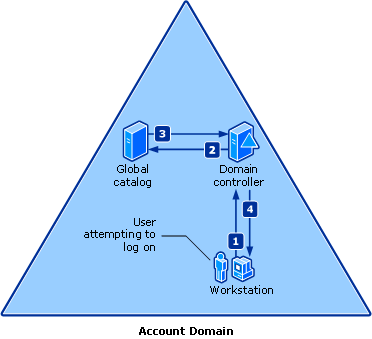 3
2
Global
catalog
Domain
controller
User
attempting to
log on
4
1
Workstation
Account Domain